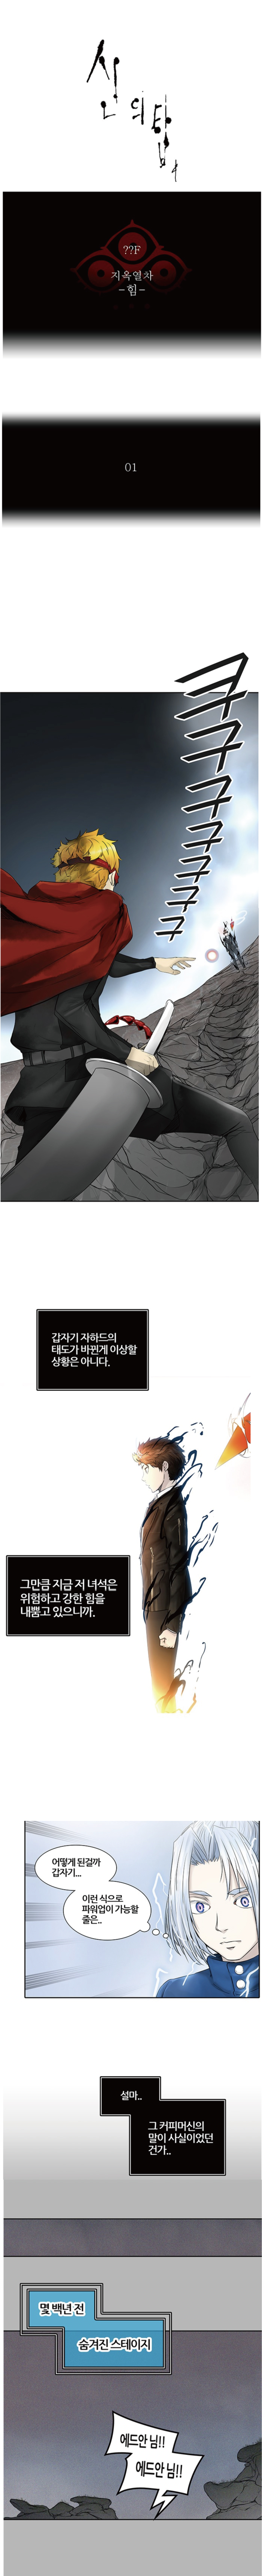 신의 탑
??F
지옥열차
-힘-
01
쿠구구구구구구구
갑자기 자하드의
태도가 바뀐게 이상할
상황은 아니다.
그만큼 지금 저 녀석은
위험하고 강한 힘을
내뿜고 있으니까.
어떻게 된걸까
갑자기...
이런 식으로
파워업이 가능할
줄은..
설마..
그 커피머신의
말이 사실이었던
건가..
몇 백년 전
숨겨진 스테이지
에드안 님!!
에드안 님!!